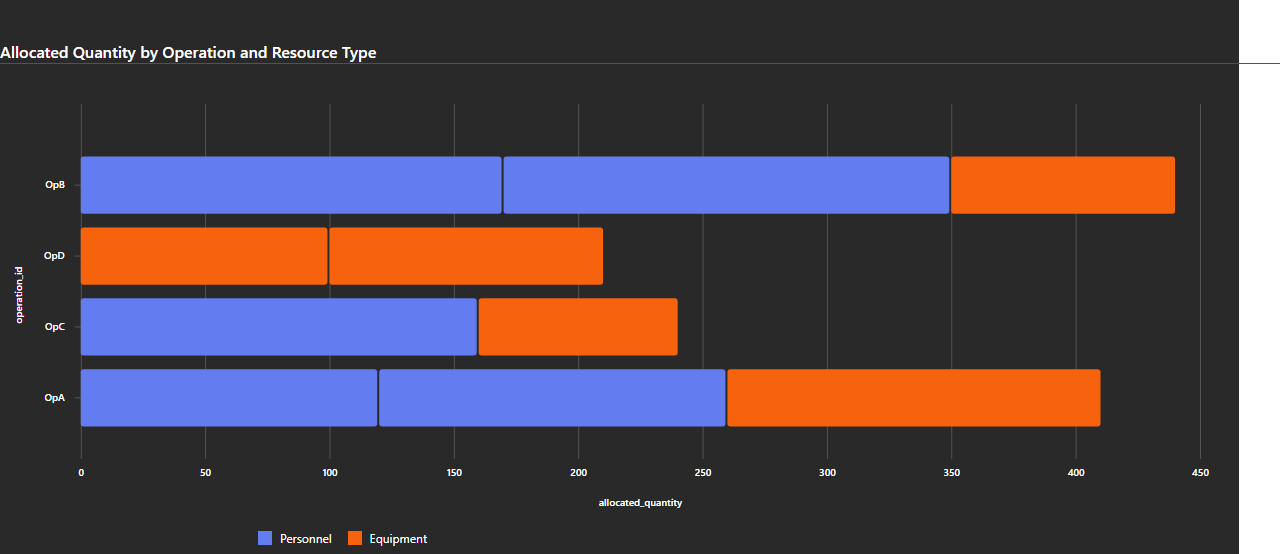 Allocated Quantity by Operation and Resource Type
OpB
OpD
OpC
OpA
operation_id
0 50 100 150 200 250 300 350 400 450
allocated_quantity
Personnel Equipment